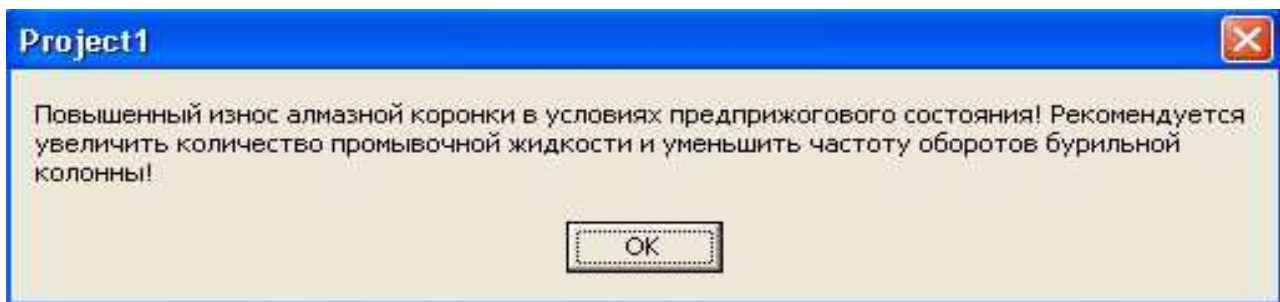 Project1
Повышенный износ алмазной коронки в условиях предприжогового состояния! Рекомендуется
увеличить количество промывочной жидкости и уменьшить частоту оборотов бурильной
колонны!
OK